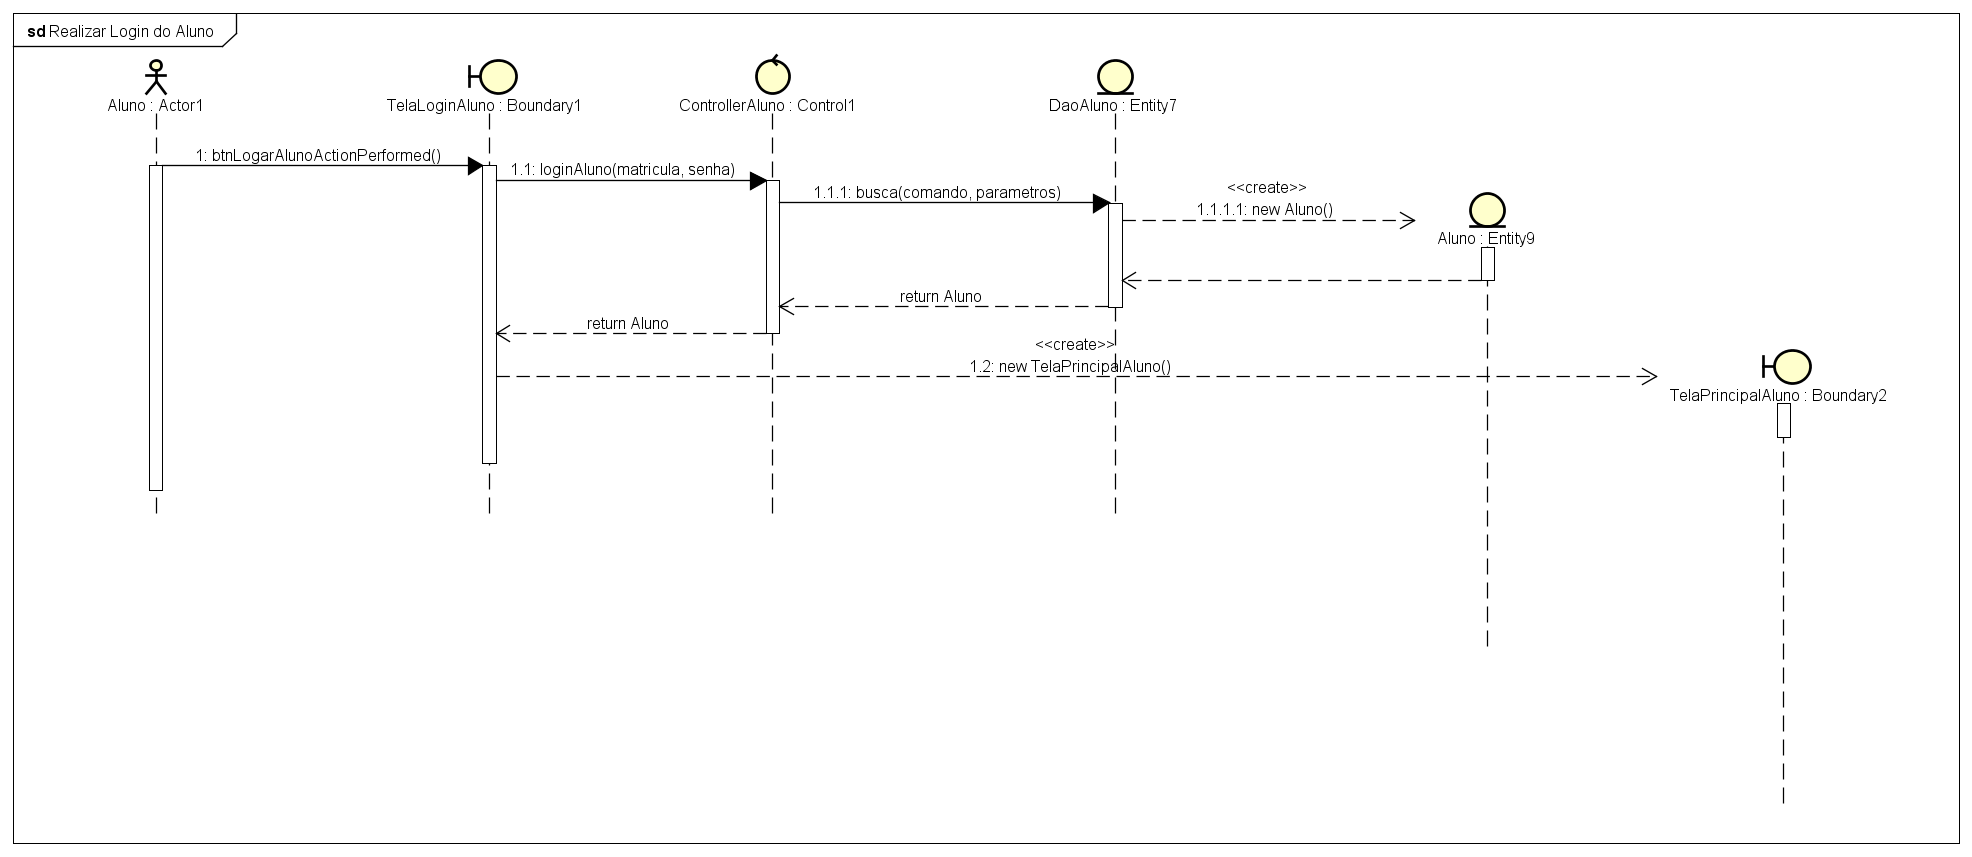 sd Realizar Login do Aluno
Aluno : Actor1
TelaLoginAluno : Boundary1
ControllerAluno : Control1
DaoAluno : Entity7
1: btnLogarAlunoActionPerformed()
1.1: loginAluno(matricula, senha)
1.1.1: busca(comando, parametros)
<<create>>
1.1.1.1: new Aluno()
Aluno : Entity9
return Aluno
return Aluno
<<create>>
1.2: new TelaPrincipalAluno()
TelaPrincipalAluno : Boundary2